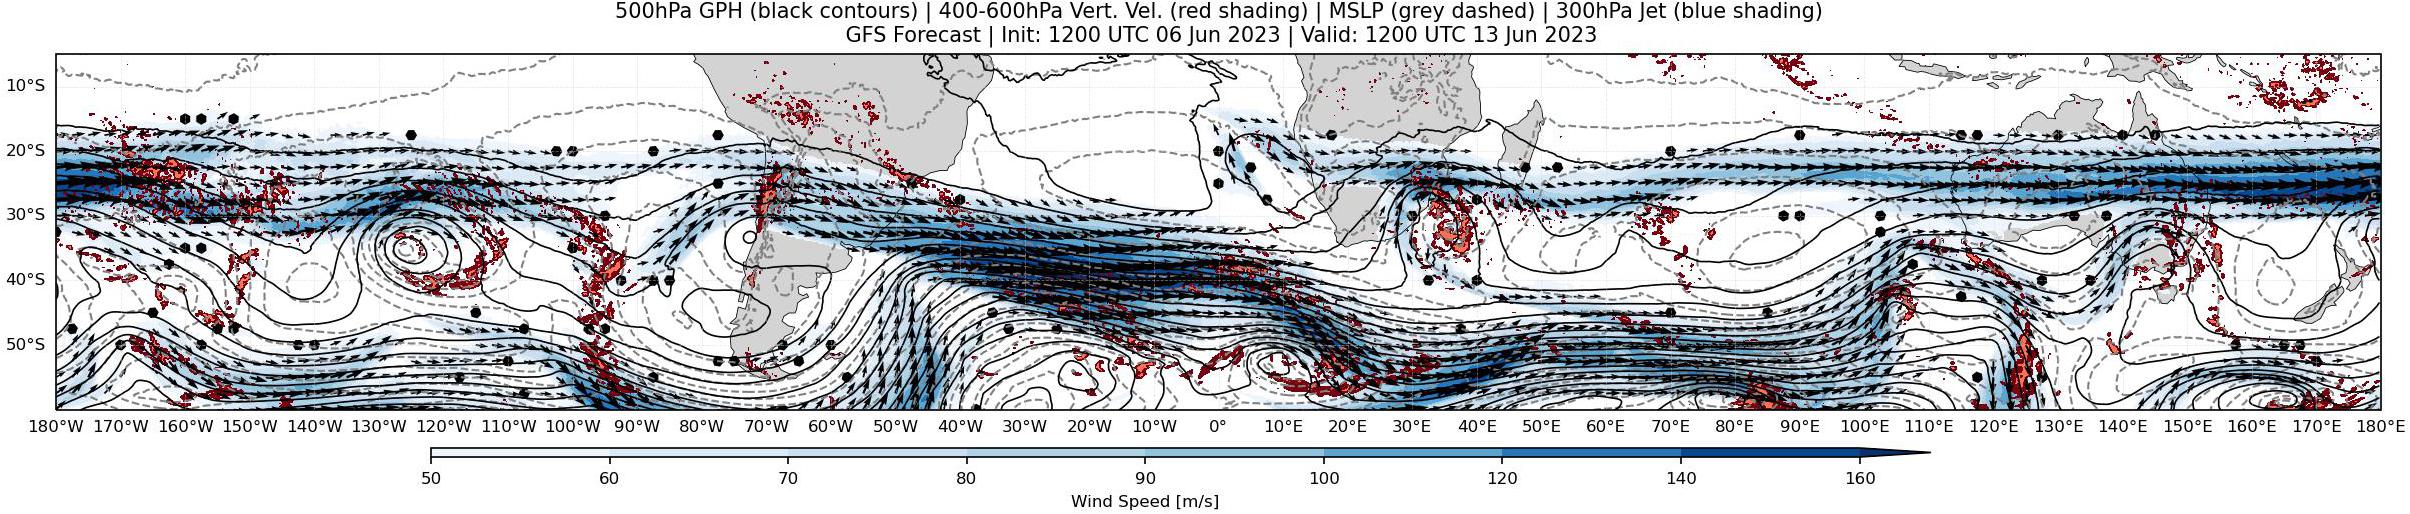 500hPa GPH (black contours) | 400-600hPa Vert. Vel. (red shading) | MSLP (grey dashed) | 300hPa Jet (blue shading)
GFS Forecast | Init: 1200 UTC 06 Jun 2023 | Valid: 1200 UTC 13 Jun 2023
10°S
20°S
30°S
40°S
50°S
180°W 170°W 160°W 150°W 140°W 130°W 120°W 110°W 100°W 90°W 80°W 70°W 60°W 50°W 40°W 30°W 20°W 10°W 0° 10°E 20°E 30°E 40°E 50°E 60°E 70°E 80°E 90°E 100°E 110°E 120°E 130°E 140°E 150°E 160°E 170°E 180°E
50 60 70 80 90 100 120 140 160
Wind Speed [m/s]